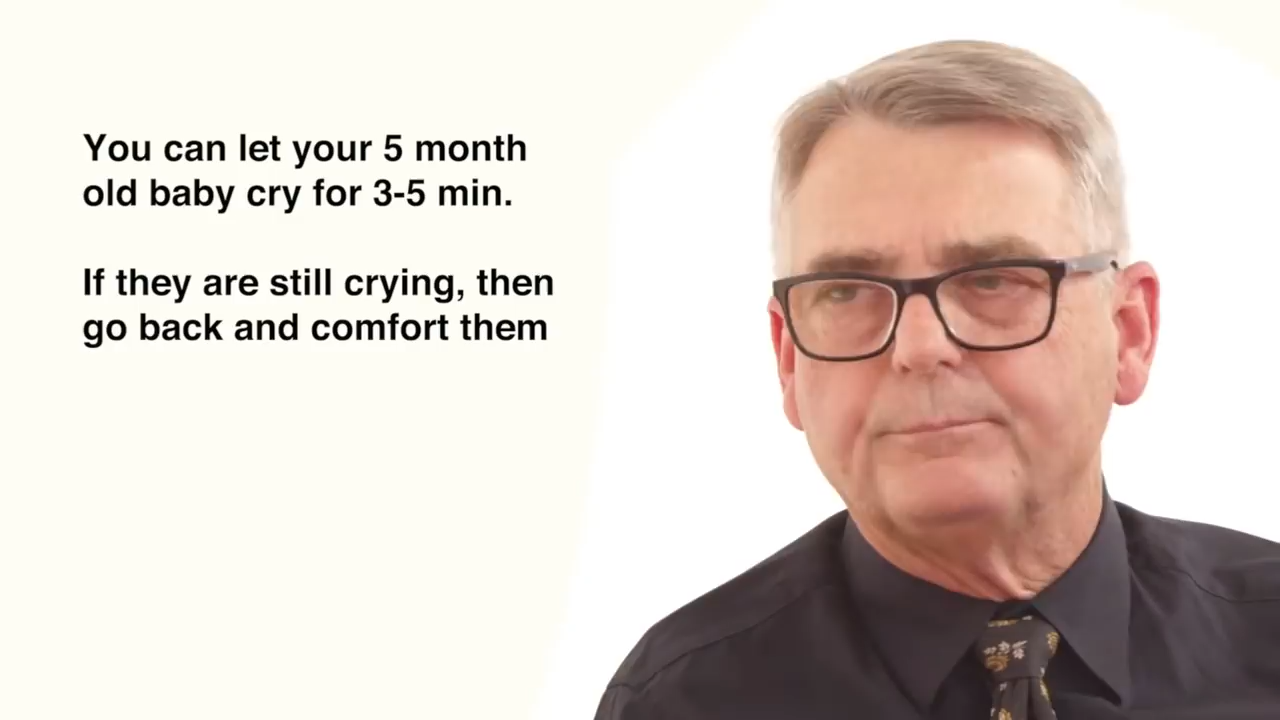 You can let your 5 month
old baby cry for 3-5 min.
If they are still crying, then
go back and comfort them